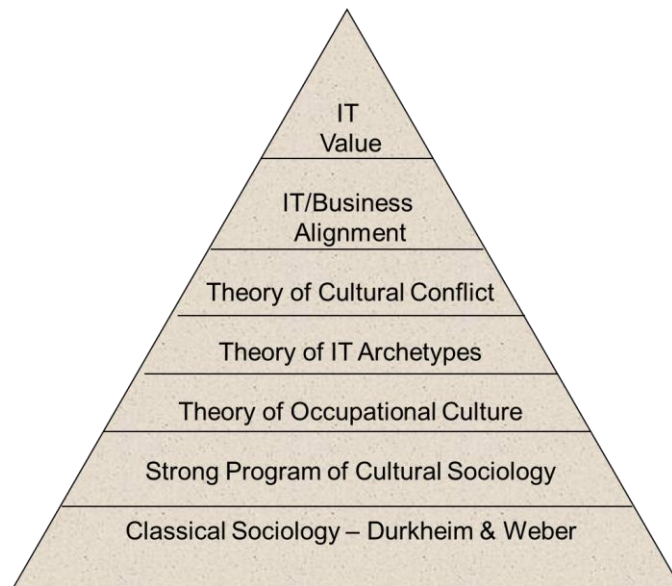 IT
Value
IT/Business
Alignment
Theory of Cultural Conflict
Theory of IT Archetypes
Theory of Occupational Culture
Strong Program of Cultural Sociology
Classical Sociology – Durkheim & Weber